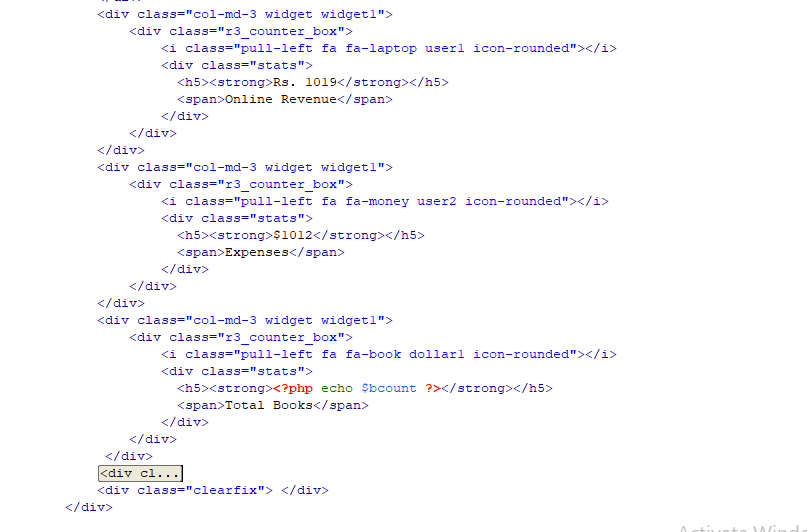 <div class="col-md-3 widget widget1">
<div class="r3_counter_box">
<i class="pull-left fa fa-laptop user1 icon-rounded"></i>
<div class="stats">
<h5><strong>Rs. 1019</strong></h5>
<span>Online Revenue</span>
</div>
</div>
</div>
<div class="col-md-3 widget widget1">
<div class="r3_counter_box">
<i class="pull-left fa fa-money user2 icon-rounded"></i>
<div class="stats">
<h5><strong>$1012</strong></h5>
<span>Expenses</span>
</div>
</div>
</div>
<div class="col-md-3 widget widget1">
<div class="r3_counter_box">
<i class="pull-left fa fa-book dollar1 icon-rounded"></i>
<div class="stats">
<h5><strong><?php echo $bcount ?></strong></h5>
<span>Total Books</span>
</div>
</div>
</div>
<div cl...
<div class="clearfix"> </div>
</div>